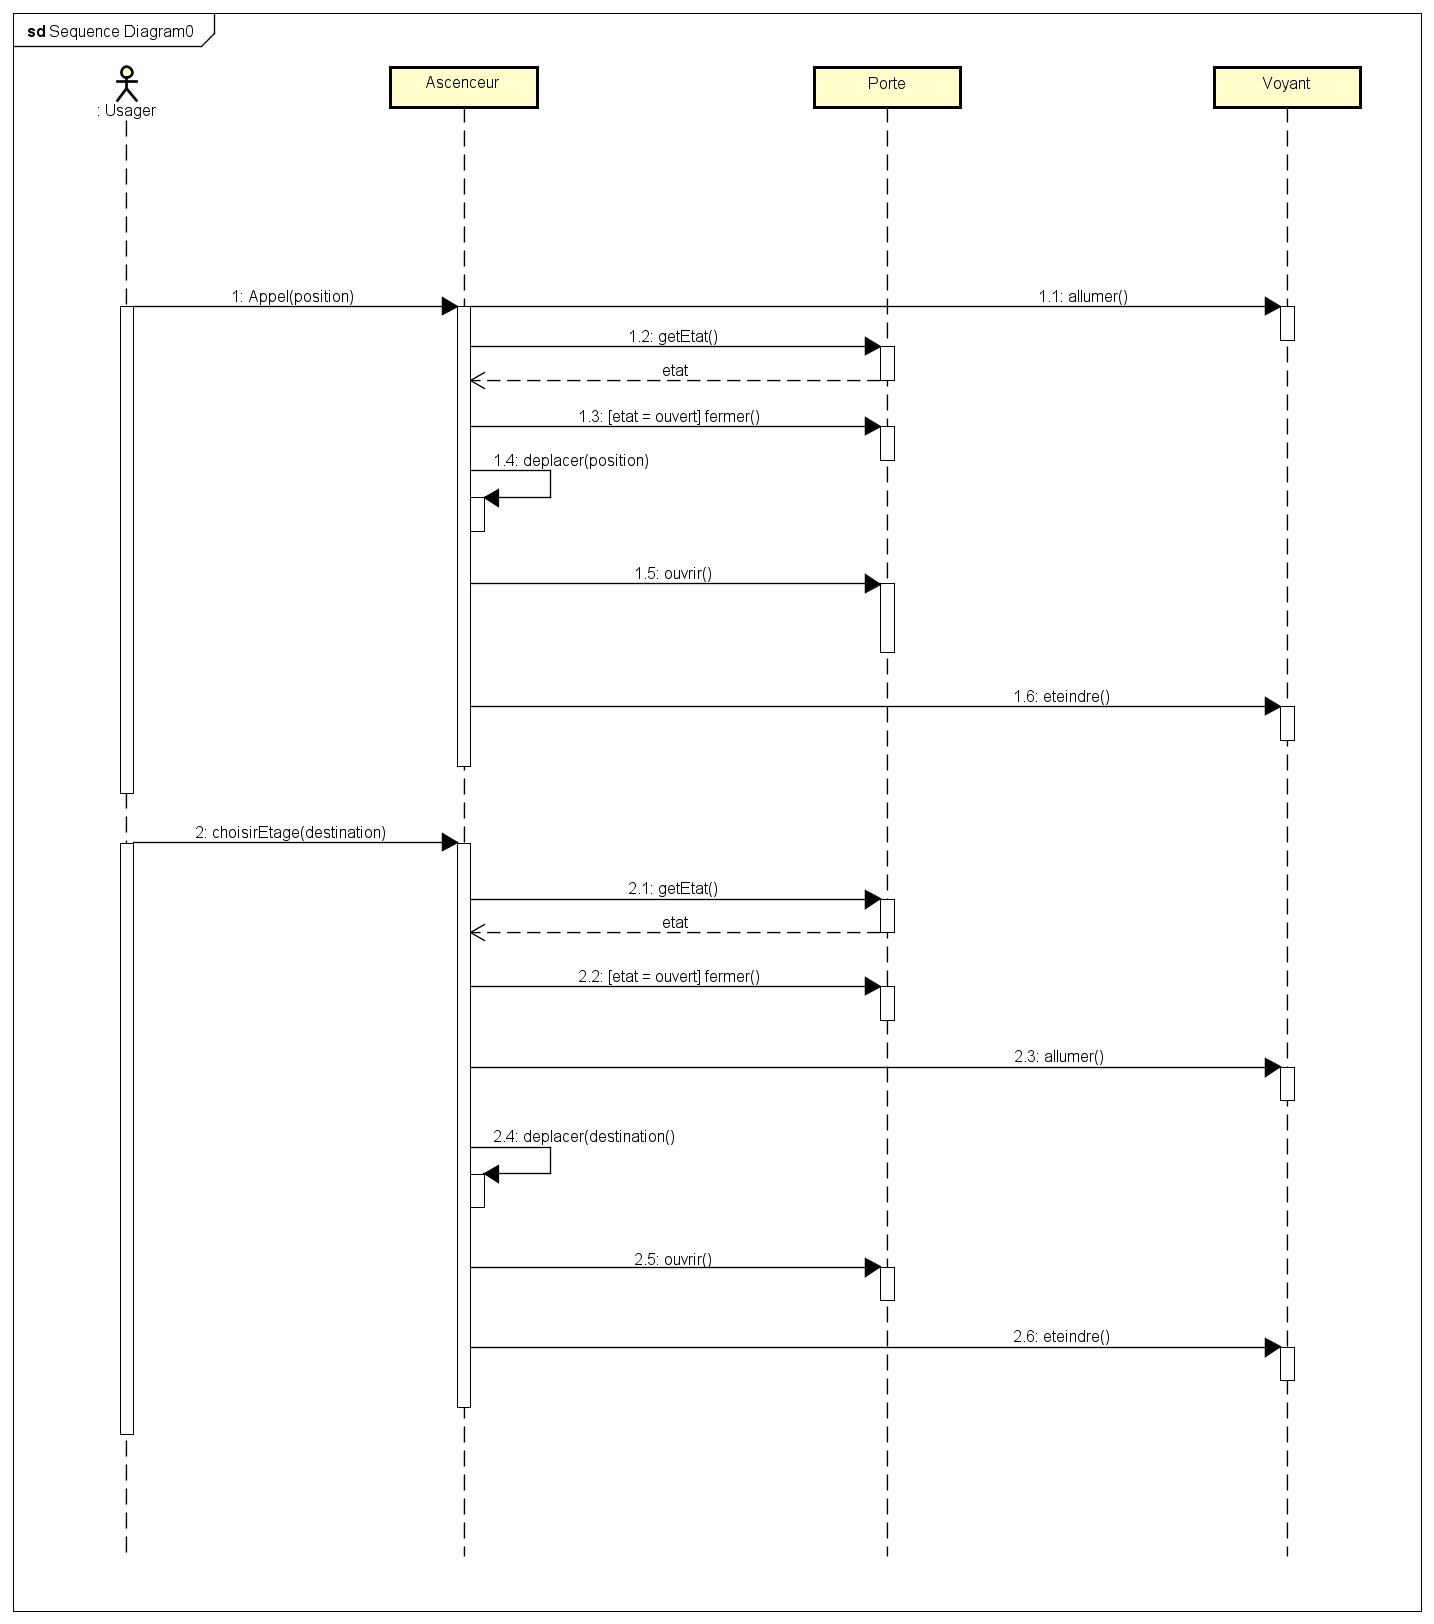 sd Sequence Diagram0
: Usager
Ascenceur
Porte
Voyant
1: Appel(position)
1.1: allumer()
1.2: getEtat()
etat
1.3: [etat = ouvert] fermer()
1.4: deplacer(position)
1.5: ouvrir()
1.6: eteindre()
2: choisirEtage(destination)
2.1: getEtat()
etat
2.2: [etat = ouvert] fermer()
2.3: allumer()
2.4: deplacer(destination()
2.5: ouvrir()
2.6: eteindre()